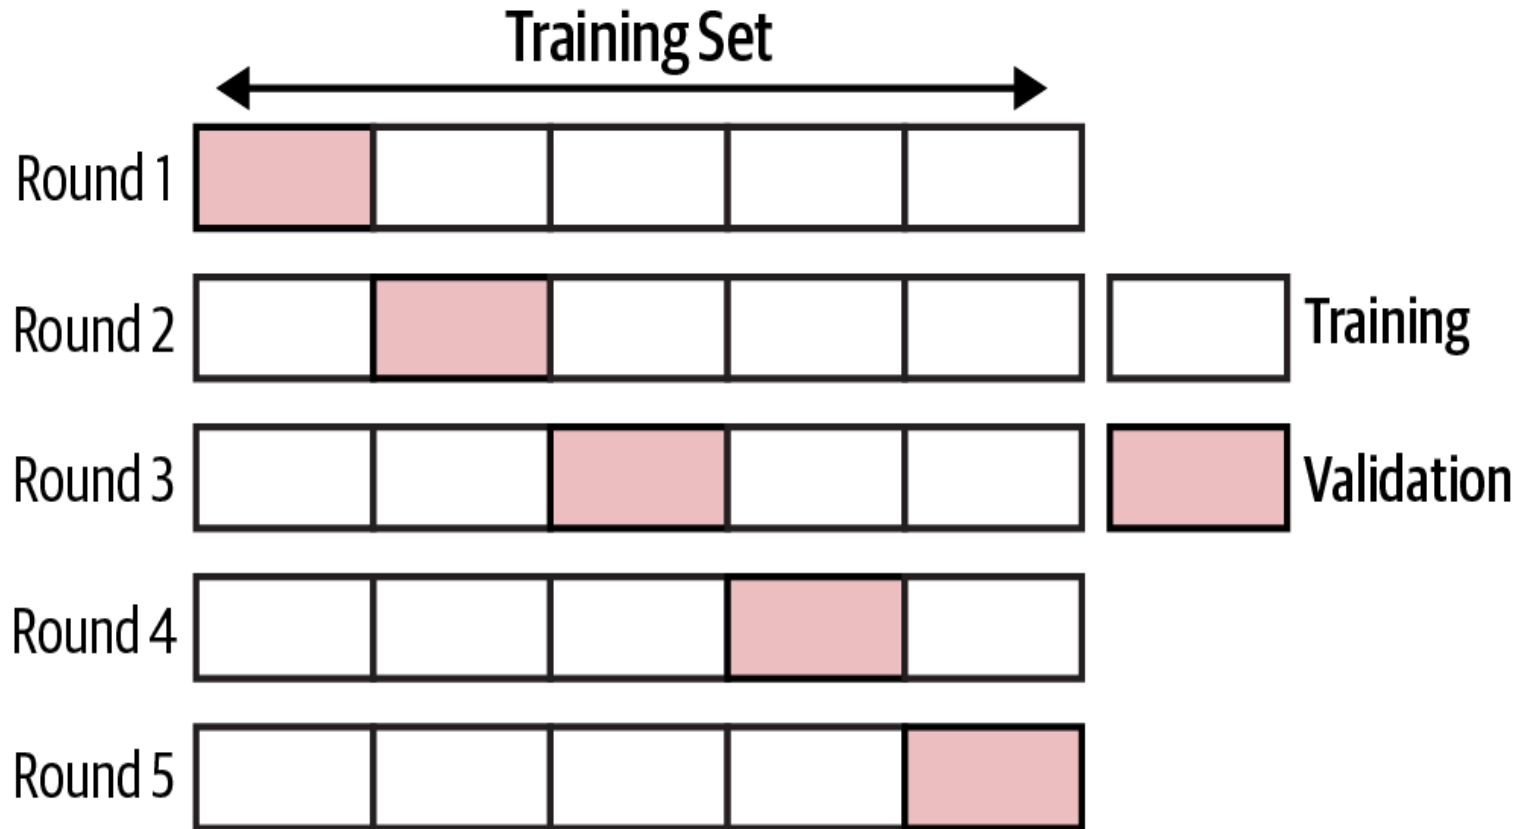 Training Set
Round 1
Round 2
Training
Round 3
Validation
Round 4
Round 5